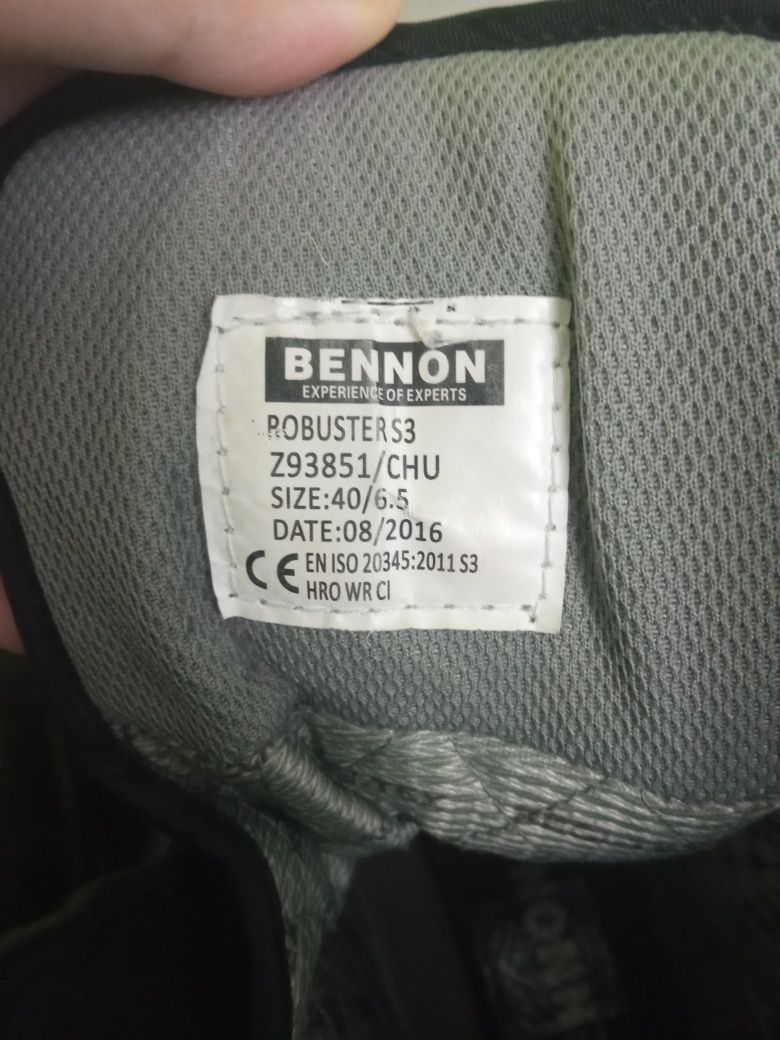 BENNON
EXPERIENCE OF EXPERTS
ROBUSTER S3
Z93851/CHU
SIZE:40/6.5
DATE:08/2016
CE EN ISO 20345:2011 S3
HRO WR CI